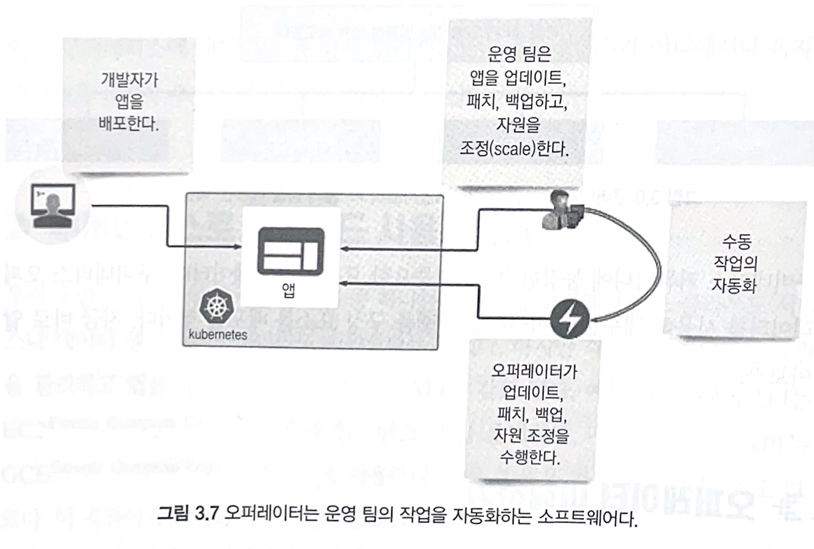 개발자가
앱을
배포한다.
운영 팀은
앱을 업데이트,
패치, 백업하고,
자원을
조정(scale)한다.
앱
kubernetes
수동
작업의
자동화
오퍼레이터가
업데이트,
패치, 백업,
자원 조정을
수행한다.
그림 3.7 오퍼레이터는 운영 팀의 작업을 자동화하는 소프트웨어다.